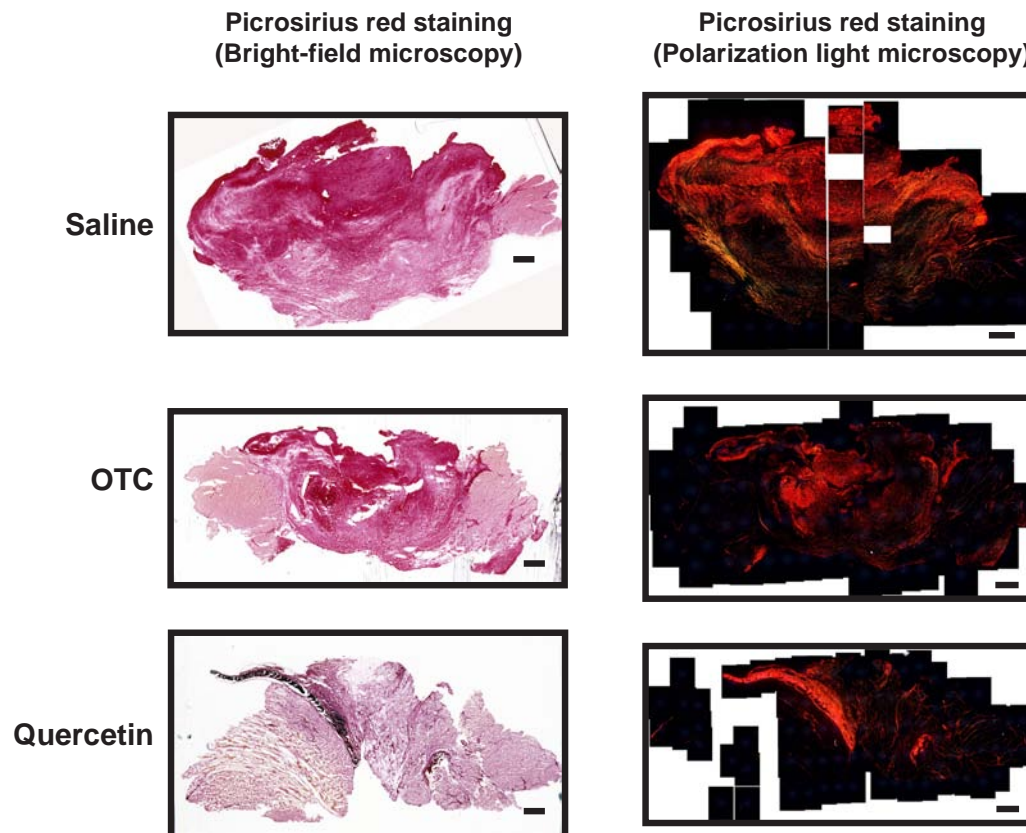 Picrosirius red staining
(Bright-field microscopy)
Picrosirius red staining
(Polarization light microscopy)
Saline
OTC
Quercetin